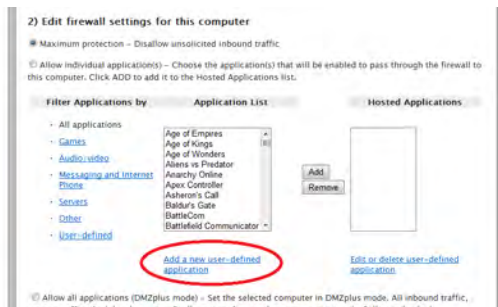 2) Edit firewall settings for this computer
Maximum protection – Disallow unsolicited inbound traffic
Allow individual application(s) – Choose the application(s) that will be enabled to pass through the firewall to
this computer. Click ADD to add it to the Hosted Applications list.
Filter Applications by
Application List
Hosted Applications
All applications
Games
Audio/video
Messaging and Internet
Phone
Servers
Other
User-defined
Age of Empires
Age of Kings
Age of Wonders
Aliens vs Predator
Anarchy Online
Apex Controller
Asheron's Call
Baldur's Gate
BattleCom
Battlefield Communicator
Add
Remove
Add a new user-defined
application
Edit or delete user-defined
application
Allow all applications (DMZplus mode) – Set the selected computer in DMZplus mode. All inbound traffic,